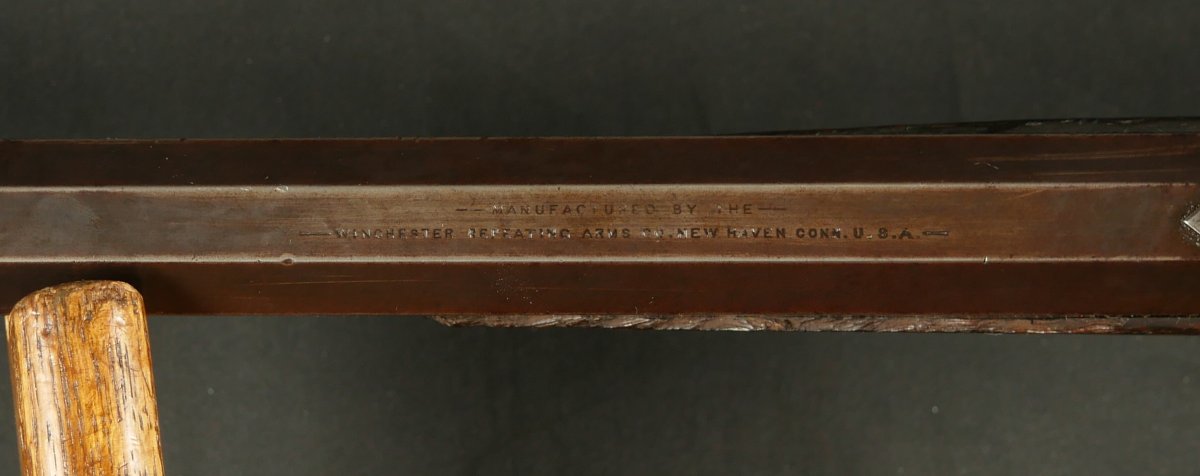 —MANUFACTURED BY THE—
—WINCHESTER REPEATING ARMS CO. NEW HAVEN CONN. U.S.A.—